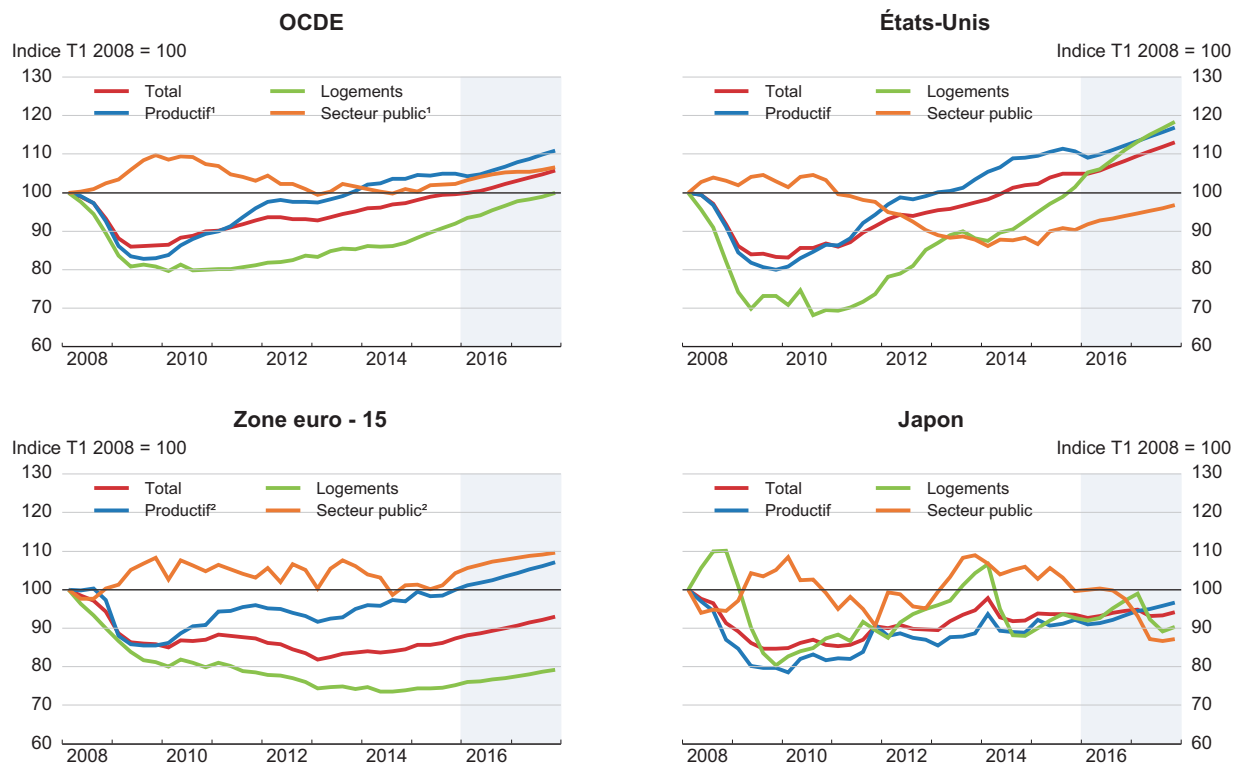 OCDE
Indice T1 2008 = 100
130
120
110
100
90
80
70
60
Total
Productif¹
Logements
Secteur public¹
2008 2010 2012 2014 2016
États-Unis
Indice T1 2008 = 100
130
120
110
100
90
80
70
60
Total
Productif
Logements
Secteur public
2008 2010 2012 2014 2016
Zone euro - 15
Indice T1 2008 = 100
130
120
110
100
90
80
70
60
Total
Productif²
Logements
Secteur public²
2008 2010 2012 2014 2016
Japon
Indice T1 2008 = 100
130
120
110
100
90
80
70
60
Total
Productif
Logements
Secteur public
2008 2010 2012 2014 2016